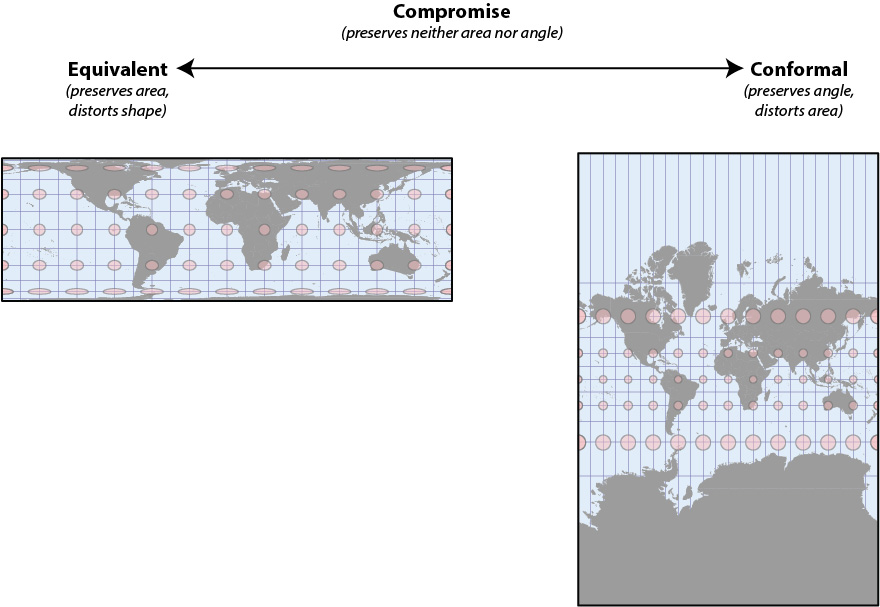 Compromise
(preserves neither area nor angle)
Equivalent
(preserves area,
distorts shape)
Conformal
(preserves angle,
distorts area)